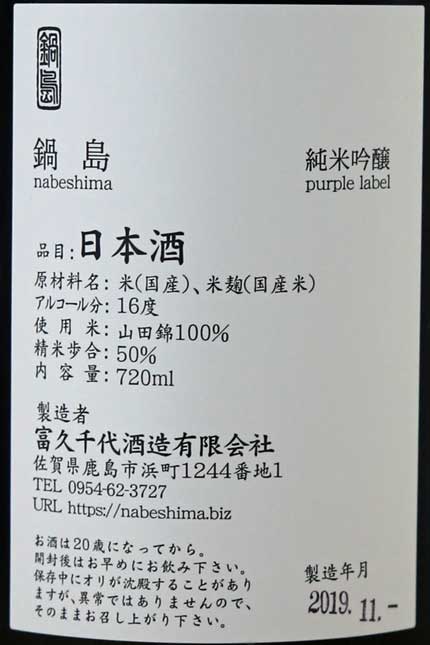 鍋島
鍋島
nabeshima
純米吟醸
purple label
品目:日本酒
原材料名:米(国産)、米麹(国産米)
アルコール分:16度
使用米:山田錦100%
精米歩合:50%
内容量:720ml
製造者
富久千代酒造有限会社
佐賀県鹿島市浜町1244番地1
TEL 0954-62-3727
URL https://nabeshima.biz
お酒は20歳になってから。
開封後はお早めにお飲み下さい。
保存中にオリが沈殿することがあり
ますが、異常ではありませんので、
そのままお召し上がり下さい。
製造年月
2019. 11.-